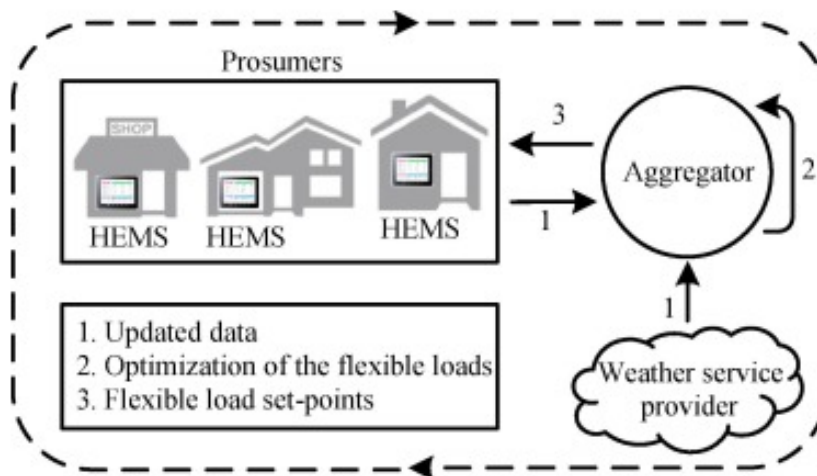 Prosumers
SHOP
HEMS
HEMS
HEMS
3
1
Aggregator
2
1
Weather service
provider
1. Updated data
2. Optimization of the flexible loads
3. Flexible load set-points